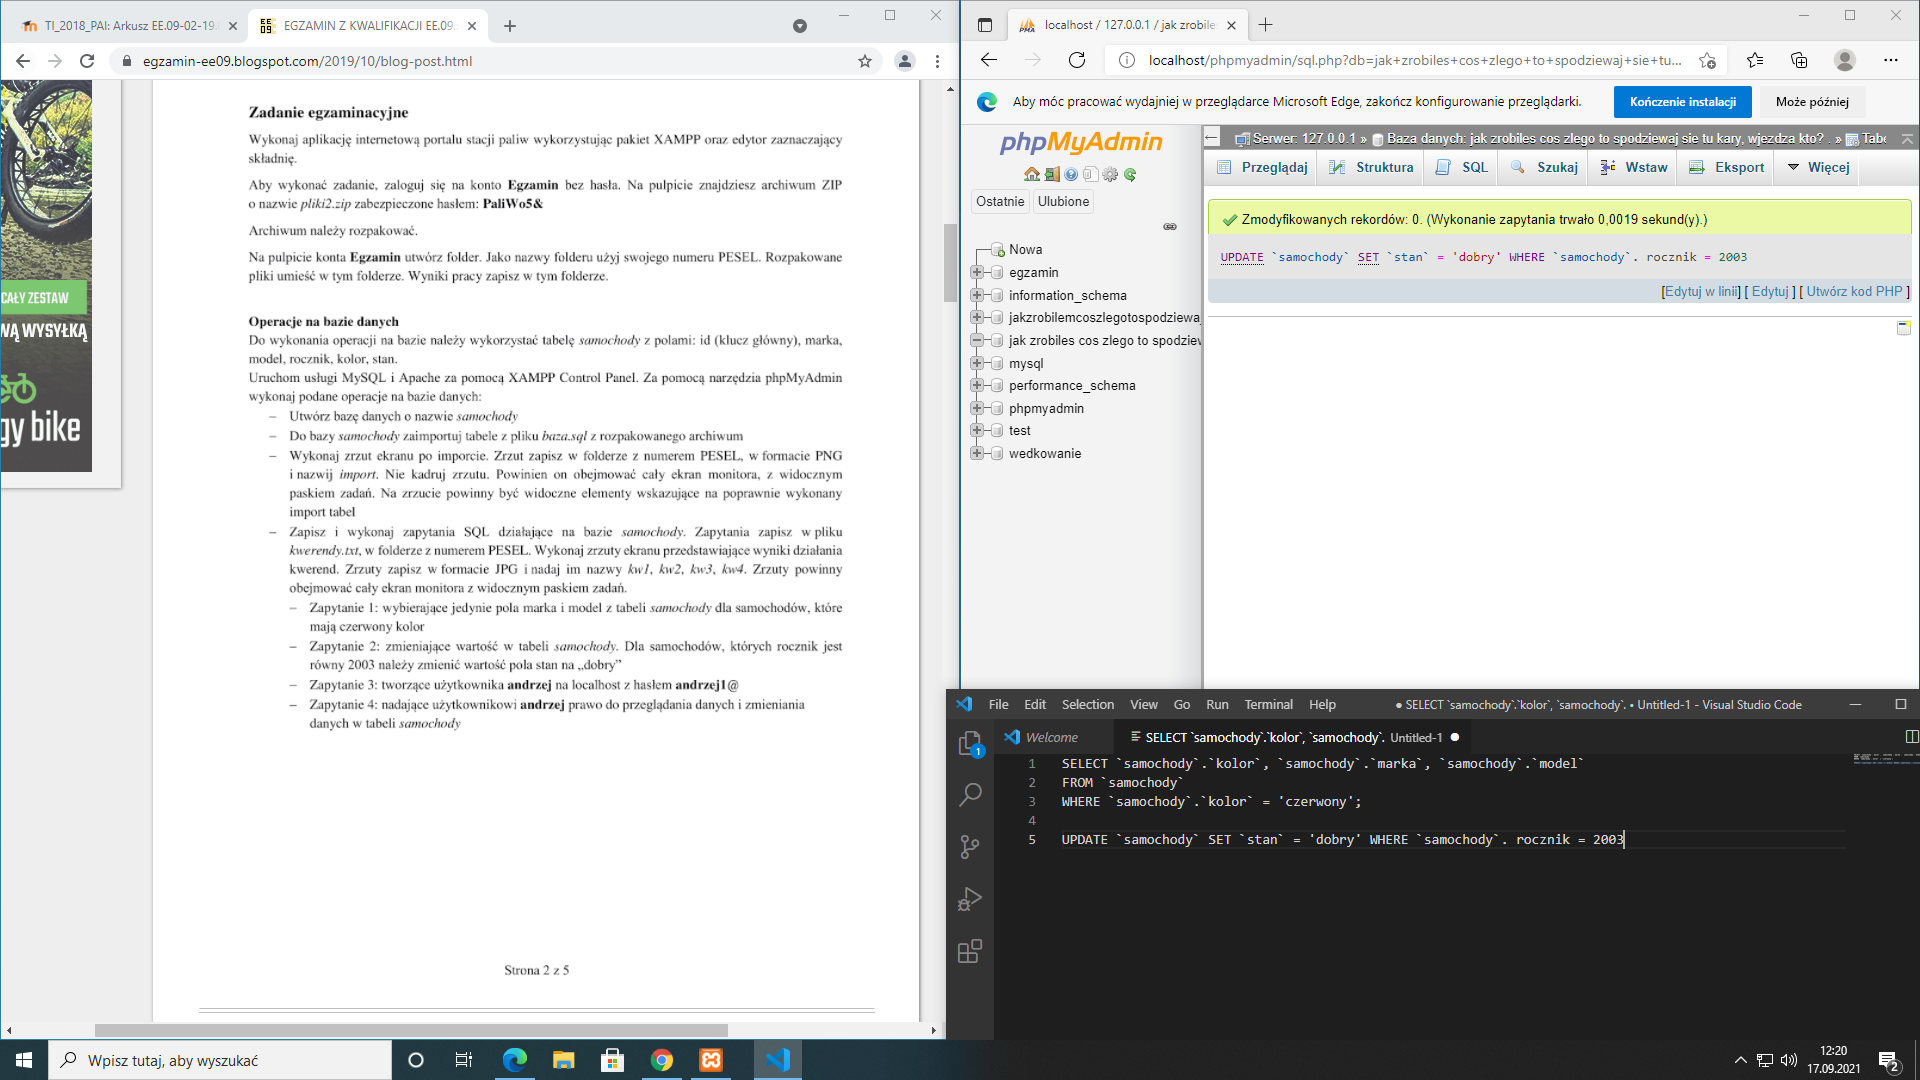 TI_2018_PAI: Arkusz EE.09-02-19.
EGZAMIN Z KWALIFIKACJI EE.09
egzamin-ee09.blogspot.com/2019/10/blog-post.html
CAŁY ZESTAW
WĄ WYSYŁKĄ
gy bike
Zadanie egzaminacyjne
Wykonaj aplikację internetową portalu stacji paliw wykorzystując pakiet XAMPP oraz edytor zaznaczający
składnię.
Aby wykonać zadanie, zaloguj się na konto Egzamin bez hasła. Na pulpicie znajdziesz archiwum ZIP
o nazwie pliki2.zip zabezpieczone hasłem: PaliWo5&
Archiwum należy rozpakować.
Na pulpicie konta Egzamin utwórz folder. Jako nazwy folderu użyj swojego numeru PESEL. Rozpakowane
pliki umieść w tym folderze. Wyniki pracy zapisz w tym folderze.
Operacje na bazie danych
Do wykonania operacji na bazie należy wykorzystać tabelę samochody z polami: id (klucz główny), marka,
model, rocznik, kolor, stan.
Uruchom usługi MySQL i Apache za pomocą XAMPP Control Panel. Za pomocą narzędzia phpMyAdmin
wykonaj podane operacje na bazie danych:
– Utwórz bazę danych o nazwie samochody
– Do bazy samochody zaimportuj tabele z pliku baza.sql z rozpakowanego archiwum
– Wykonaj zrzut ekranu po imporcie. Zrzut zapisz w folderze z numerem PESEL, w formacie PNG
i nazwij import. Nie kadruj zrzutu. Powinien on obejmować cały ekran monitora, z widocznym
paskiem zadań. Na zrzucie powinny być widoczne elementy wskazujące na poprawnie wykonany
import tabel
– Zapisz i wykonaj zapytania SQL działające na bazie samochody. Zapytania zapisz w pliku
kwerendy.txt, w folderze z numerem PESEL. Wykonaj zrzuty ekranu przedstawiające wyniki działania
kwerend. Zrzuty zapisz w formacie JPG i nadaj im nazwy kw1, kw2, kw3, kw4. Zrzuty powinny
obejmować cały ekran monitora z widocznym paskiem zadań.
– Zapytanie 1: wybierające jedynie pola marka i model z tabeli samochody dla samochodów, które
mają czerwony kolor
– Zapytanie 2: zmieniające wartość w tabeli samochody. Dla samochodów, których rocznik jest
równy 2003 należy zmienić wartość pola stan na „dobry”
– Zapytanie 3: tworzące użytkownika andrzej na localhost z hasłem andrzej1@
– Zapytanie 4: nadające użytkownikowi andrzej prawo do przeglądania danych i zmieniania
danych w tabeli samochody
Strona 2 z 5
localhost / 127.0.0.1 / jak zrobile
localhost/phpmyadmin/sql.php?db=jak+zrobiles+cos+zlego+to+spodziewaj+sie+tu...
Aby móc pracować wydajniej w przeglądarce Microsoft Edge, zakończ konfigurowanie przeglądarki.
Kończenie instalacji
Może później
phpMyAdmin
Ostatnie
Ulubione
Nowa
egzamin
information_schema
jakzrobilemcoszlegotospodziewaj
jak zrobiles cos zlego to spodziew
mysql
performance_schema
phpmyadmin
test
wedkowanie
Serwer: 127.0.0.1 » Baza danych: jak zrobiles cos zlego to spodziewaj sie tu kary, wjezdza kto? . » Tabe
Przeglądaj
Struktura
SQL
Szukaj
Wstaw
Eksport
Więcej
Zmodyfikowanych rekordów: 0. (Wykonanie zapytania trwało 0,0019 sekund(y).)
UPDATE `samochody` SET `stan` = 'dobry' WHERE `samochody`. rocznik = 2003
[Edytuj w linii] [ Edytuj ] [ Utwórz kod PHP ]
File Edit Selection View Go Run Terminal Help
● SELECT `samochody`.`kolor`, `samochody`. • Untitled-1 - Visual Studio Code
1
Welcome
SELECT `samochody`.`kolor`, `samochody`. Untitled-1 ●
1 SELECT `samochody`.`kolor`, `samochody`.`marka`, `samochody`.`model`
2 FROM `samochody`
3 WHERE `samochody`.`kolor` = 'czerwony';
4
5 UPDATE `samochody` SET `stan` = 'dobry' WHERE `samochody`. rocznik = 2003
Wpisz tutaj, aby wyszukać
12:20
17.09.2021
2